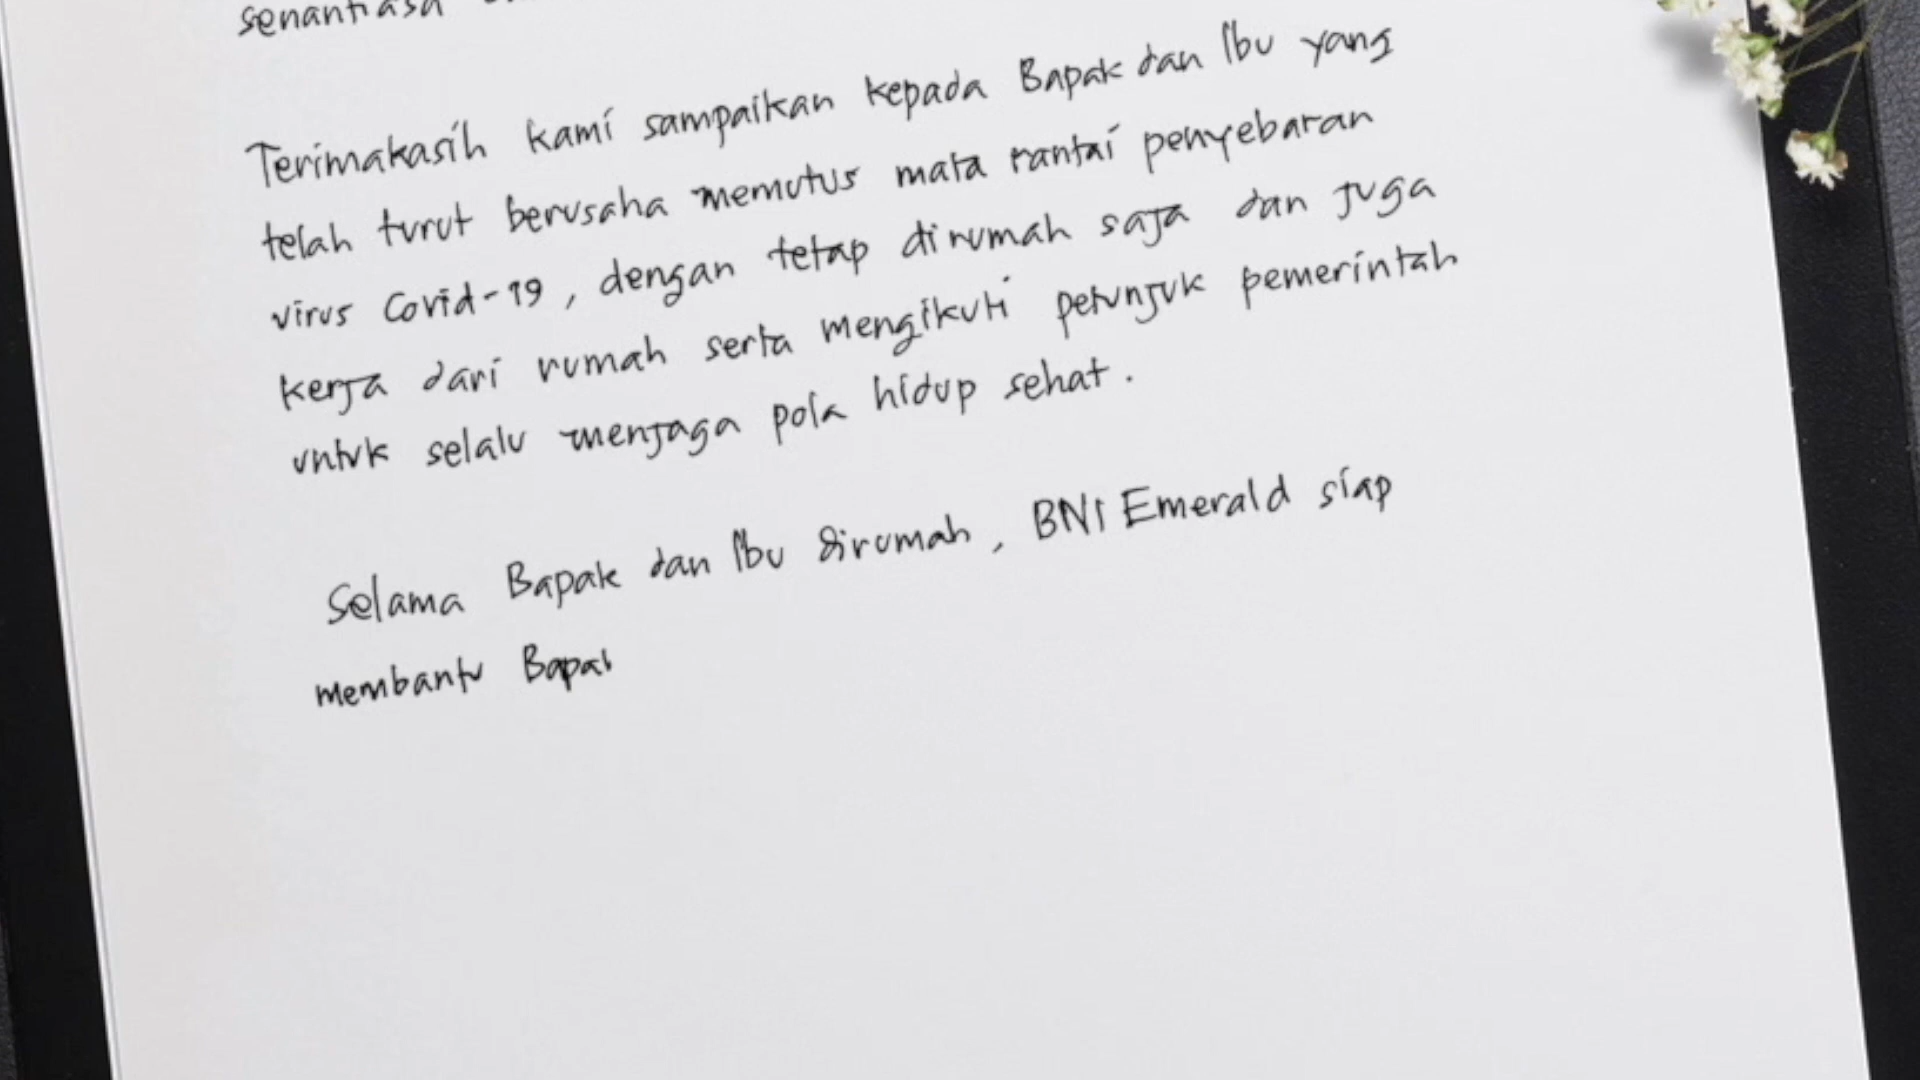 senantiasa
Terimakasih kami sampaikan kepada Bapak dan Ibu yang
telah turut berusaha memutus mata rantai penyebaran
virus Covid-19, dengan tetap dirumah saja dan juga
kerja dari rumah serta mengikuti petunjuk pemerintah
untuk selalu menjaga pola hidup sehat.
Selama Bapak dan Ibu dirumah, BNI Emerald siap
membantu